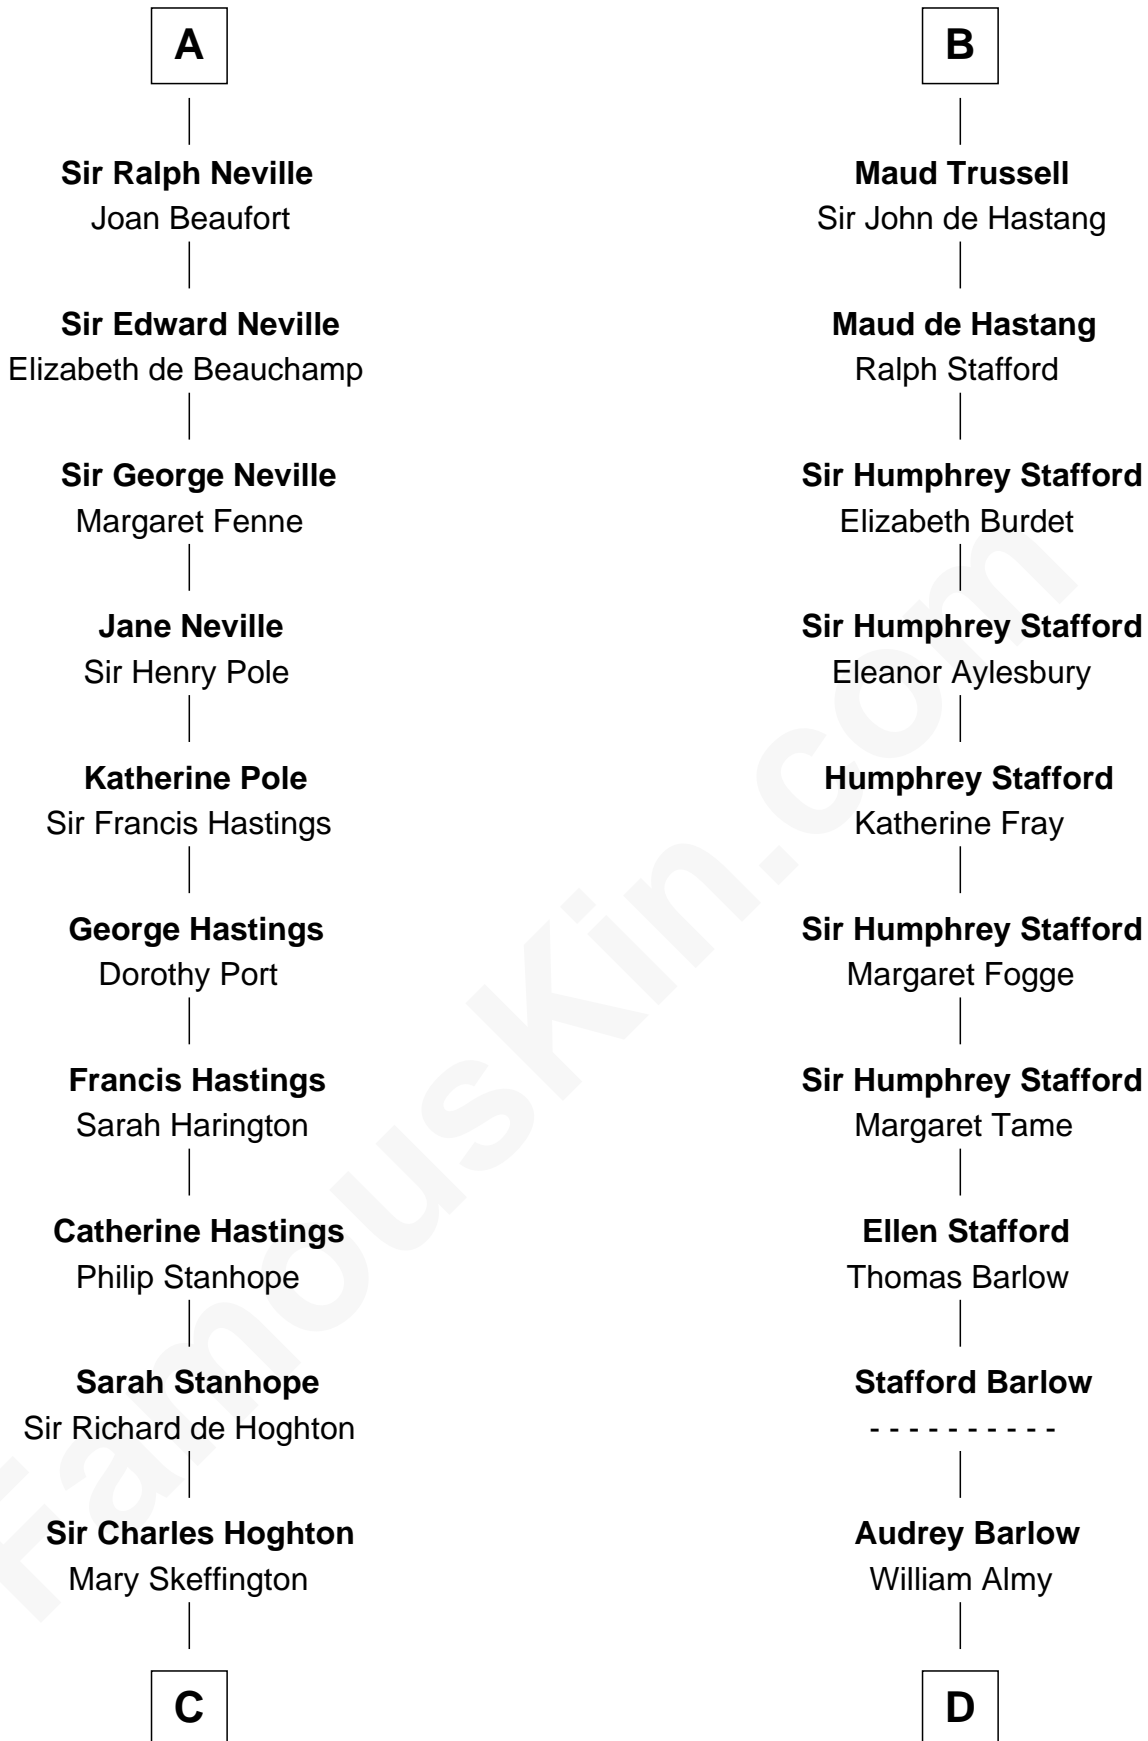 A
Sir Ralph Neville
Joan Beaufort
Sir Edward Neville
Elizabeth de Beauchamp
Sir George Neville
Margaret Fenne
Jane Neville
Sir Henry Pole
Katherine Pole
Sir Francis Hastings
George Hastings
Dorothy Port
Francis Hastings
Sarah Harington
Catherine Hastings
Philip Stanhope
Sarah Stanhope
Sir Richard de Hoghton
Sir Charles Hoghton
Mary Skeffington
C
B
Maud Trussell
Sir John de Hastang
Maud de Hastang
Ralph Stafford
Sir Humphrey Stafford
Elizabeth Burdet
Sir Humphrey Stafford
Eleanor Aylesbury
Humphrey Stafford
Katherine Fray
Sir Humphrey Stafford
Margaret Fogge
Sir Humphrey Stafford
Margaret Tame
Ellen Stafford
Thomas Barlow
Stafford Barlow
- - - - - - - - - -
Audrey Barlow
William Almy
D
FamousKin.com